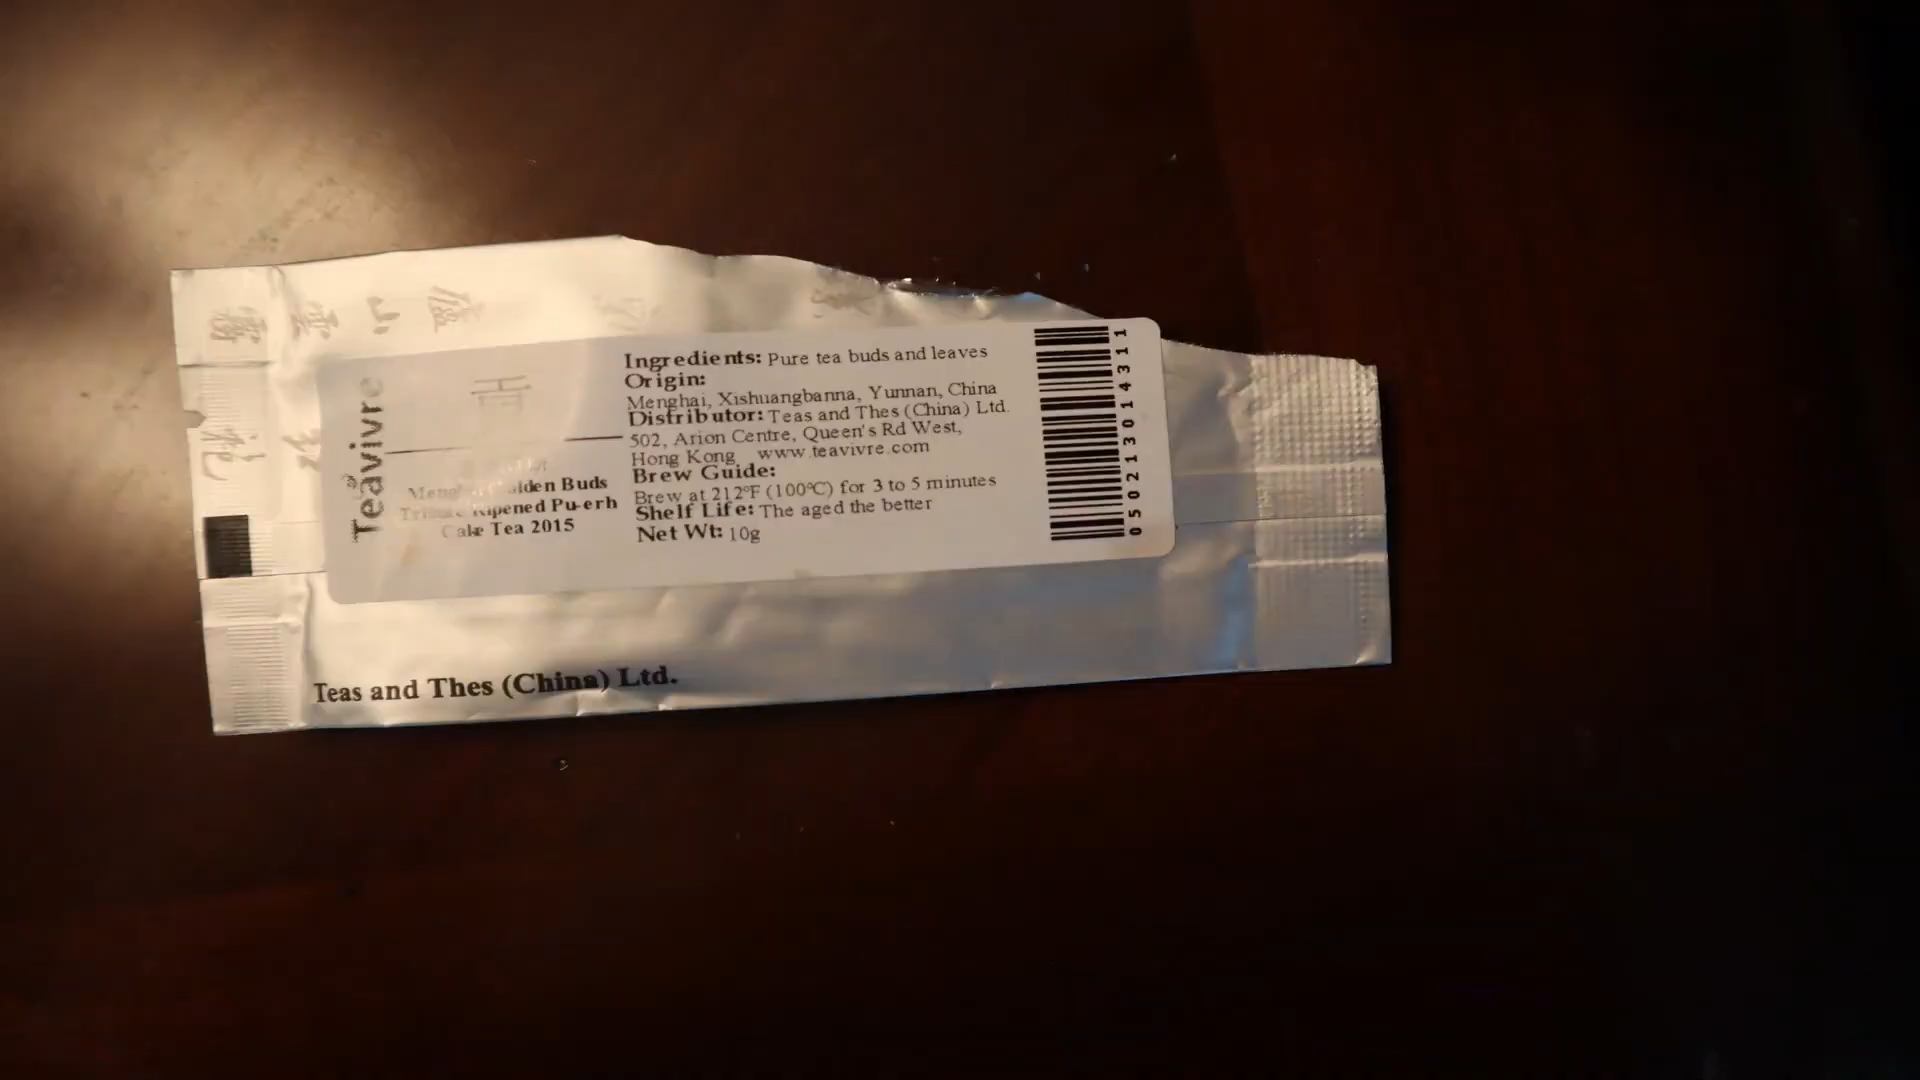 Teavivre
Golden Buds
Ripened Pu-erh
Cake Tea 2015
Ingredients: Pure tea buds and leaves
Origin:
Menghai, Xishuangbanna, Yunnan, China
Distributor: Teas and Thes (China) Ltd.
502, Arion Centre, Queen's Rd West,
Hong Kong www.teavivre.com
Brew Guide:
Brew at 212℉ (100℃) for 3 to 5 minutes
Shelf Life: The aged the better
Net Wt: 10g
050213014311
Teas and Thes (China) Ltd.